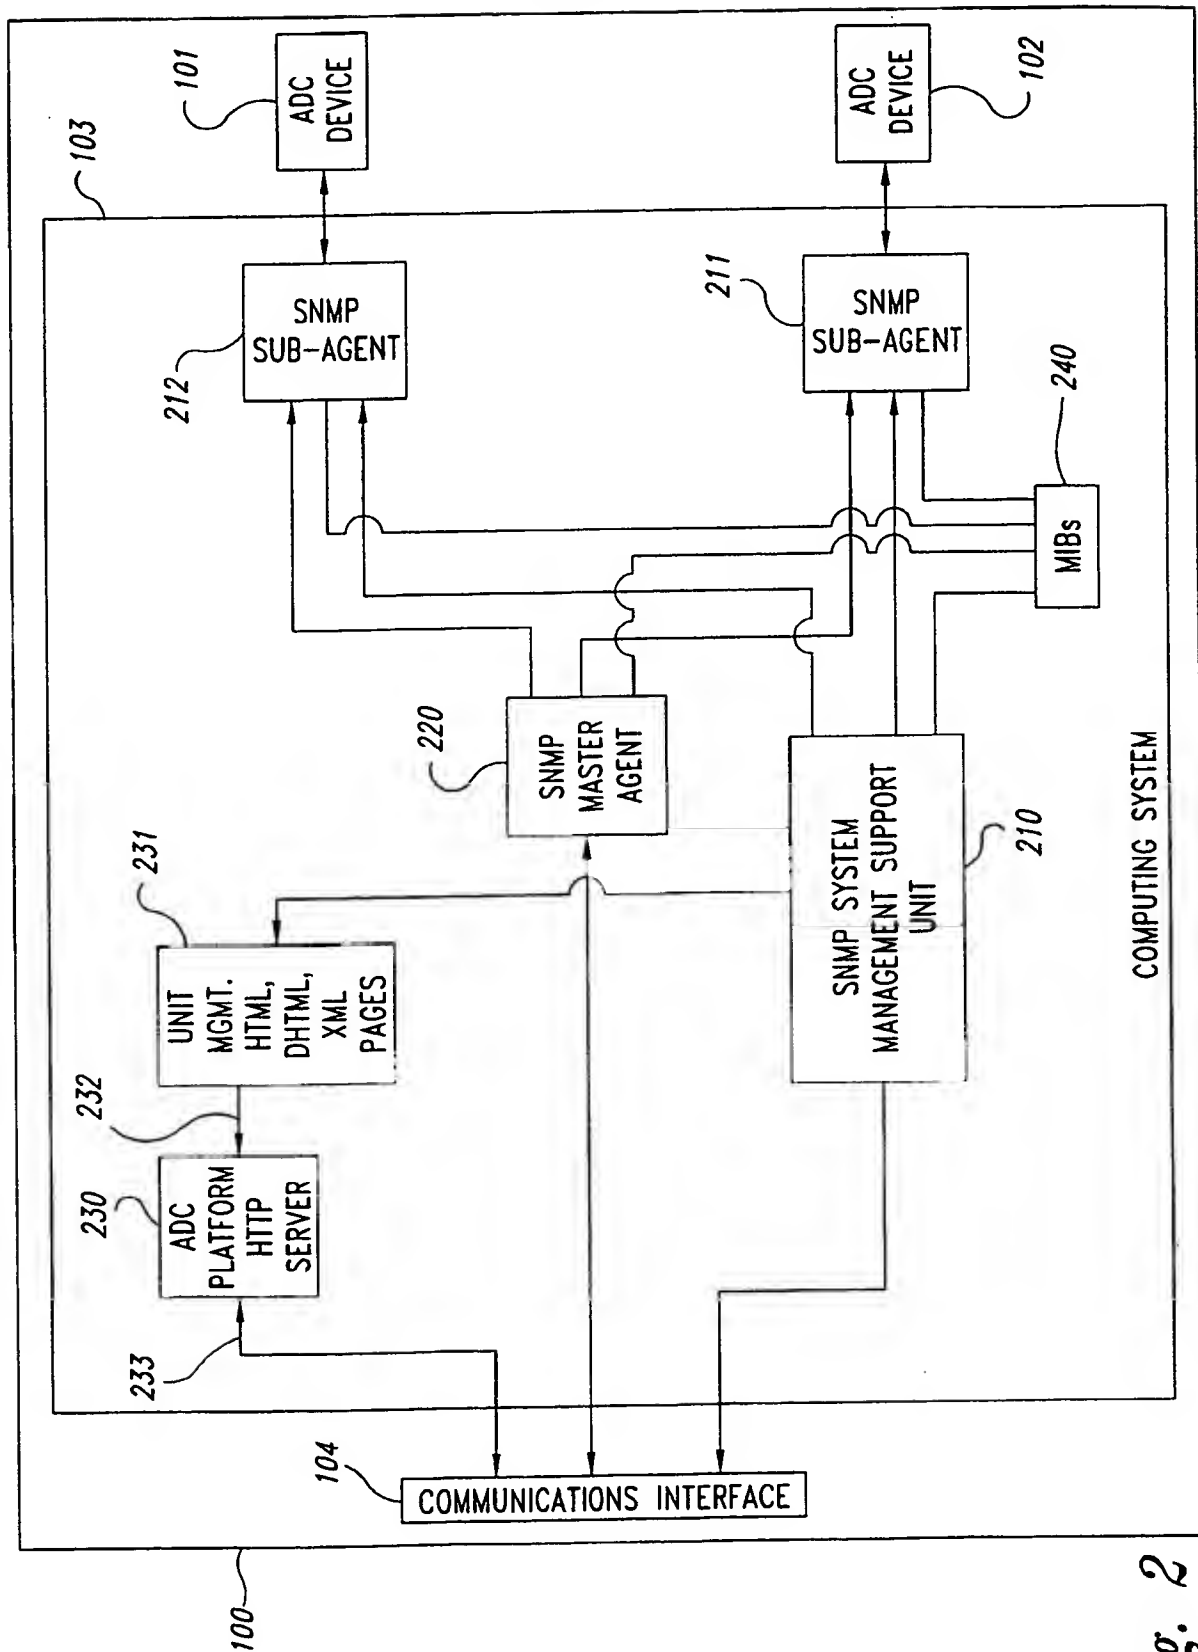 100
104
COMMUNICATIONS INTERFACE
103
COMPUTING SYSTEM
233
230
ADC
PLATFORM
HTTP
SERVER
232
231
UNIT
MGMT.
HTML,
DHTML,
XML
PAGES
220
SNMP
MASTER
AGENT
SNMP SYSTEM
MANAGEMENT SUPPORT
UNIT
210
212
SNMP
SUB-AGENT
211
SNMP
SUB-AGENT
240
MIBs
101
ADC
DEVICE
102
ADC
DEVICE
2